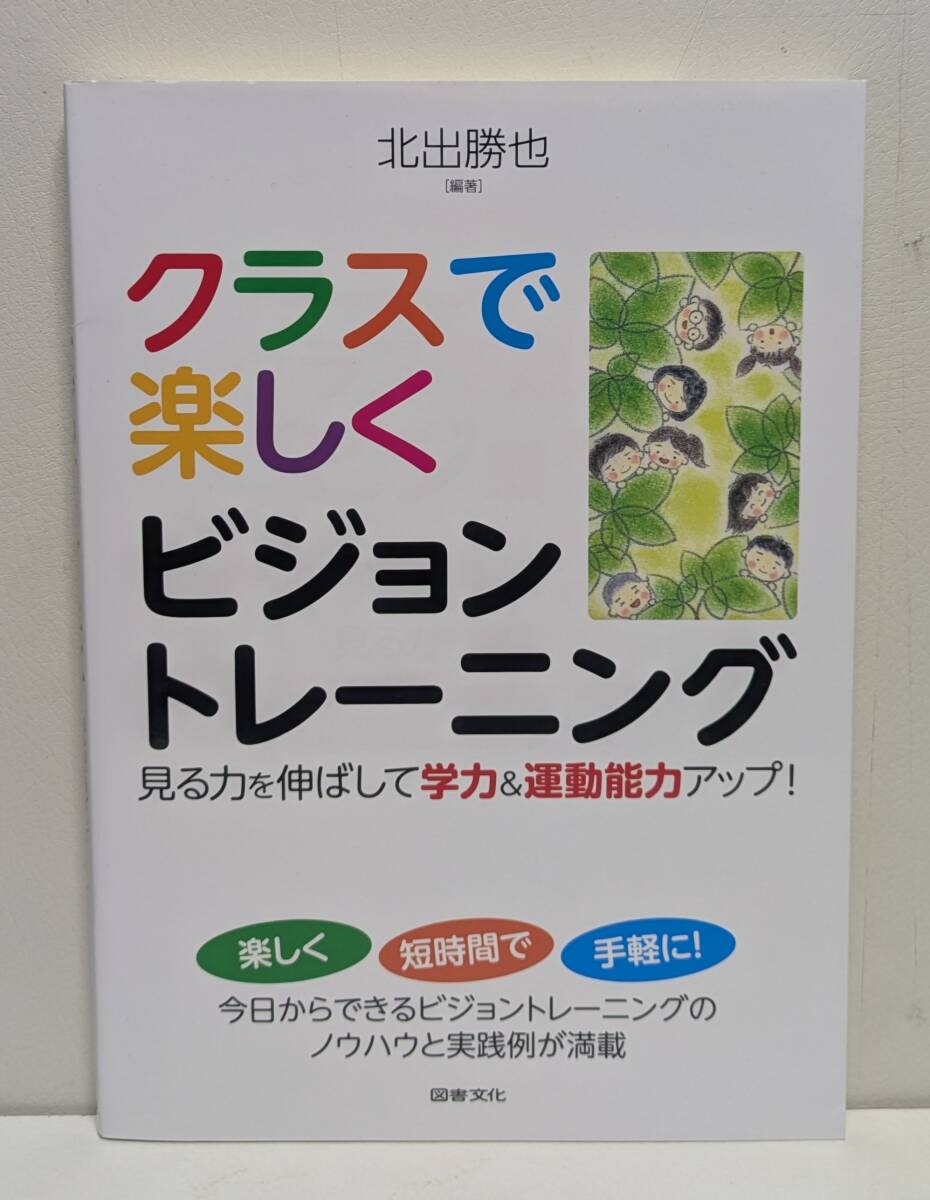 北出勝也
[編著]
クラスで
楽しく
ビジョン
トレーニング
見る力を伸ばして学力&運動能力アップ!
楽しく 短時間で 手軽に!
今日からできるビジョントレーニングの
ノウハウと実践例が満載
図書文化